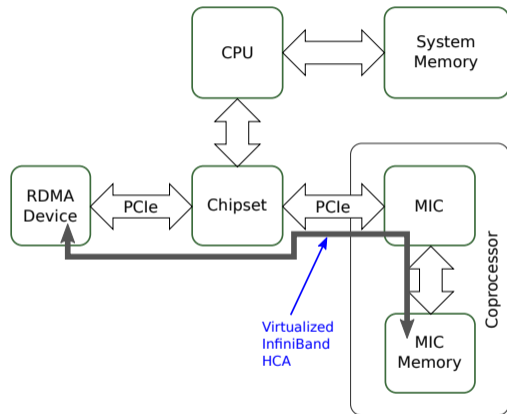 CPU
System
Memory
RDMA
Device
PCIe
Chipset
PCIe
MIC
Coprocessor
Virtualized
InfiniBand
HCA
MIC
Memory